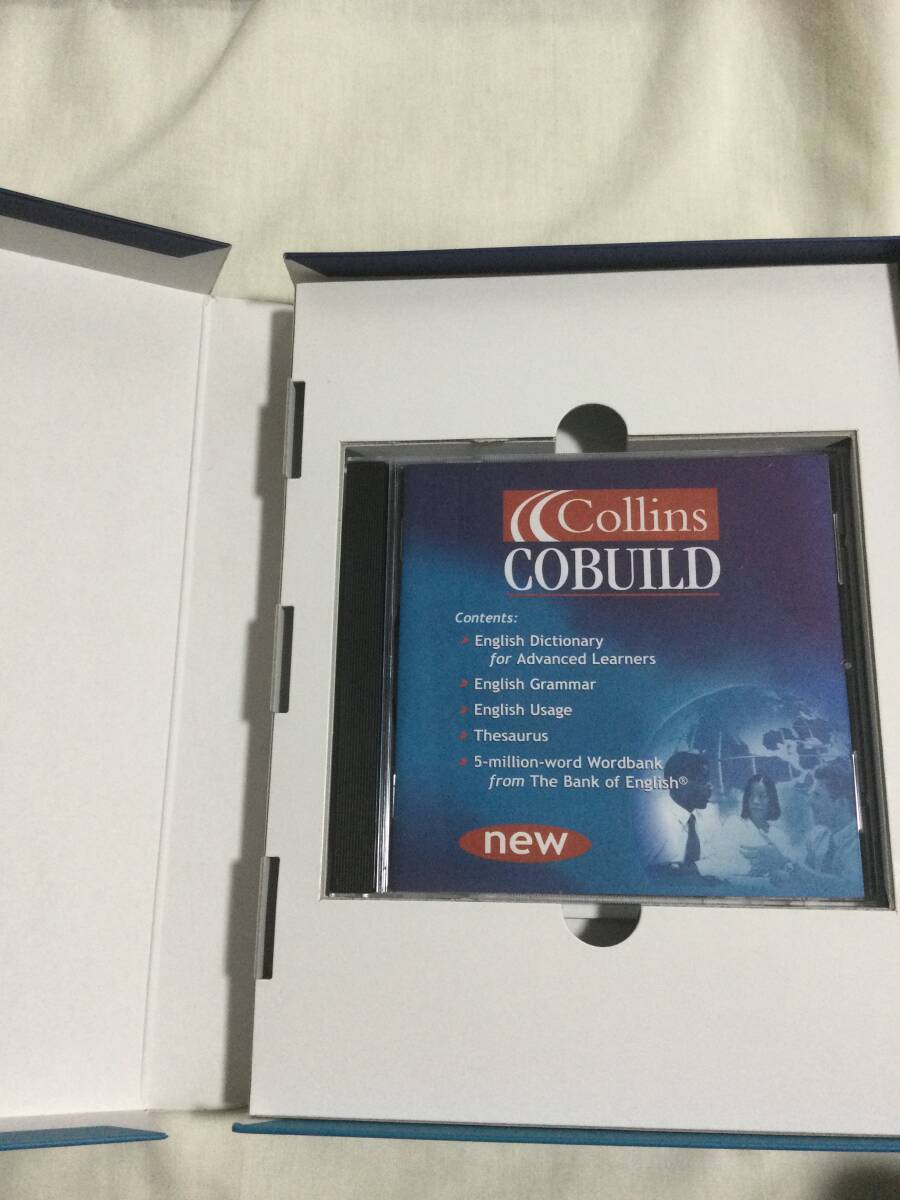 Collins
COBUILD
Contents:
English Dictionary
for Advanced Learners
English Grammar
English Usage
Thesaurus
5-million-word Wordbank
from The Bank of English®
new